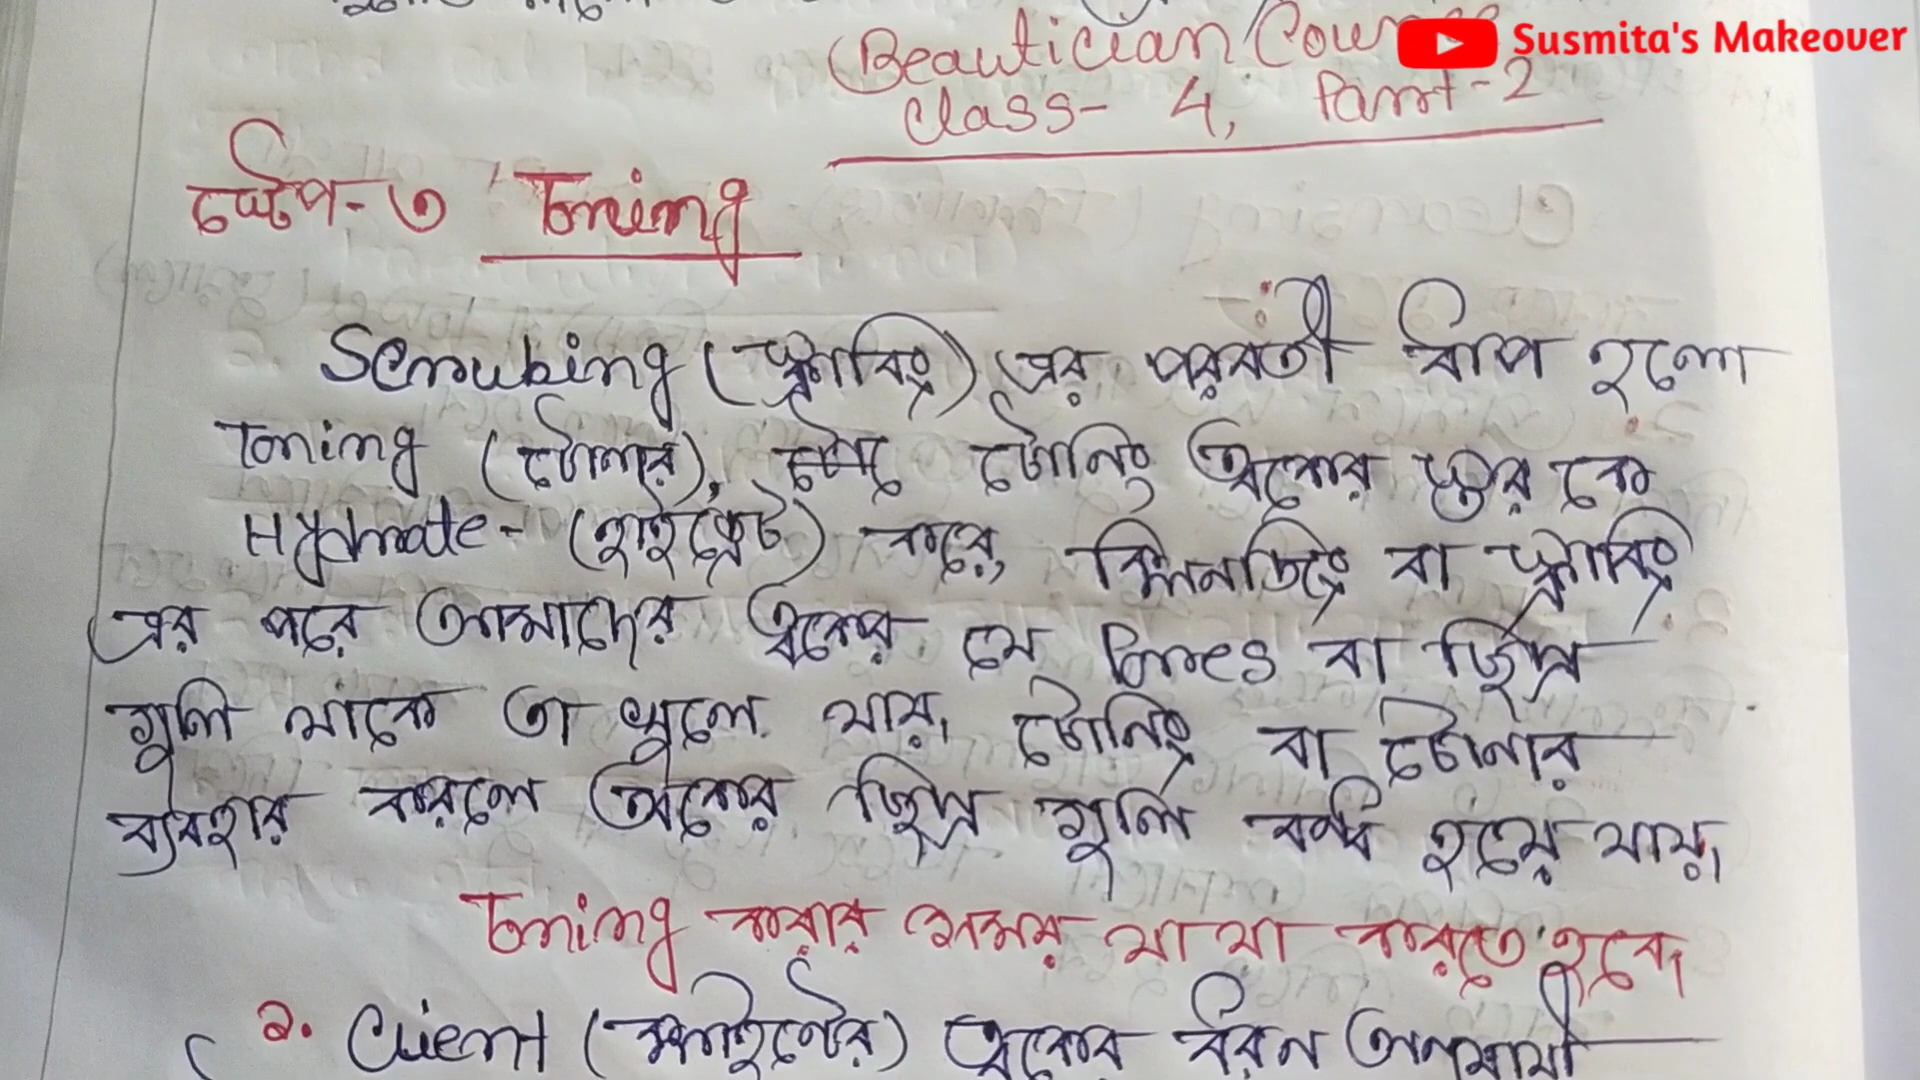 (Beautician Course
Susmita's Makeover
Class- 4, Part-2
স্টেপ-৩ Toning
Scrubing (স্ক্রাবিং) এর পরবর্তী ধাপ হলো
Toning (টোনার), টোনিং ত্বকের স্তর কে
Hydrate- (হাইড্রেট) করে, ক্লিনজিং বা স্ক্রাবিং
এর পরে আমাদের ত্বকের যে Pores বা ছিদ্র
গুলি থাকে তা খুলে যায়। টোনিং বা টোনার
ব্যবহার করলে ত্বকের ছিদ্র গুলি বন্ধ হয়ে যায়।
Toning করার সময় যা যা করতে হবে।
১. Client (ক্লাইন্টের) ত্বকের ধরন অনুযায়ী